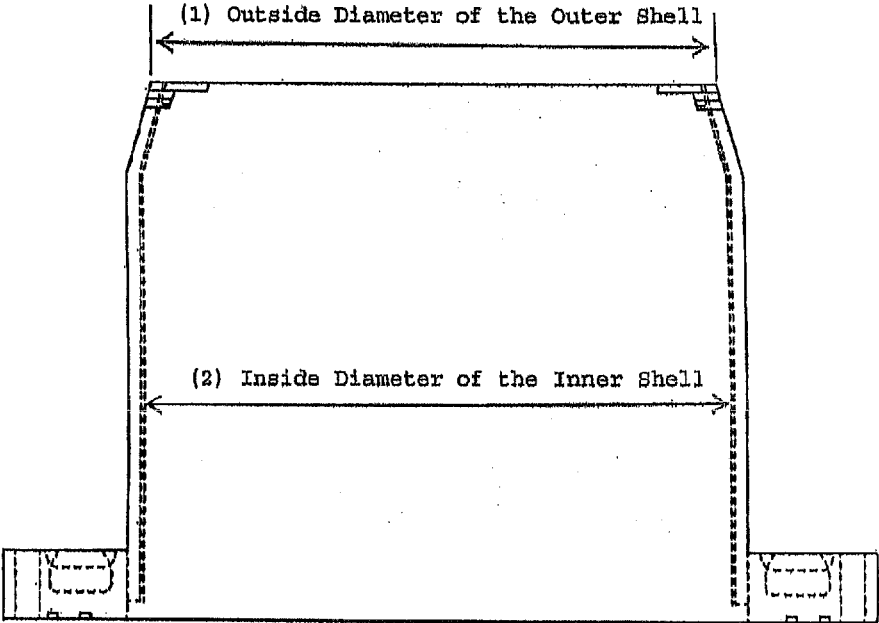 (1) Outside Diameter of the Outer Shell
(2) Inside Diameter of the Inner Shell